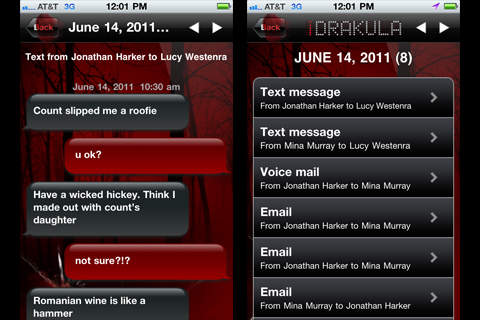 AT&T 3G 12:01 PM
Back June 14, 2011...
Text from Jonathan Harker to Lucy Westenra
June 14, 2011 10:30 am
Count slipped me a roofie
u ok?
Have a wicked hickey. Think I
made out with count's
daughter
not sure?!?
Romanian wine is like a
hammer
AT&T 3G 12:01 PM
Back iDRAKULA
JUNE 14, 2011 (8)
Text message
From Jonathan Harker to Lucy Westenra
Text message
From Mina Murray to Lucy Westenra
Voice mail
From Jonathan Harker to Mina Murray
Email
From Jonathan Harker to Mina Murray
Email
From Jonathan Harker to Mina Murray
Email
From Mina Murray to Jonathan Harker